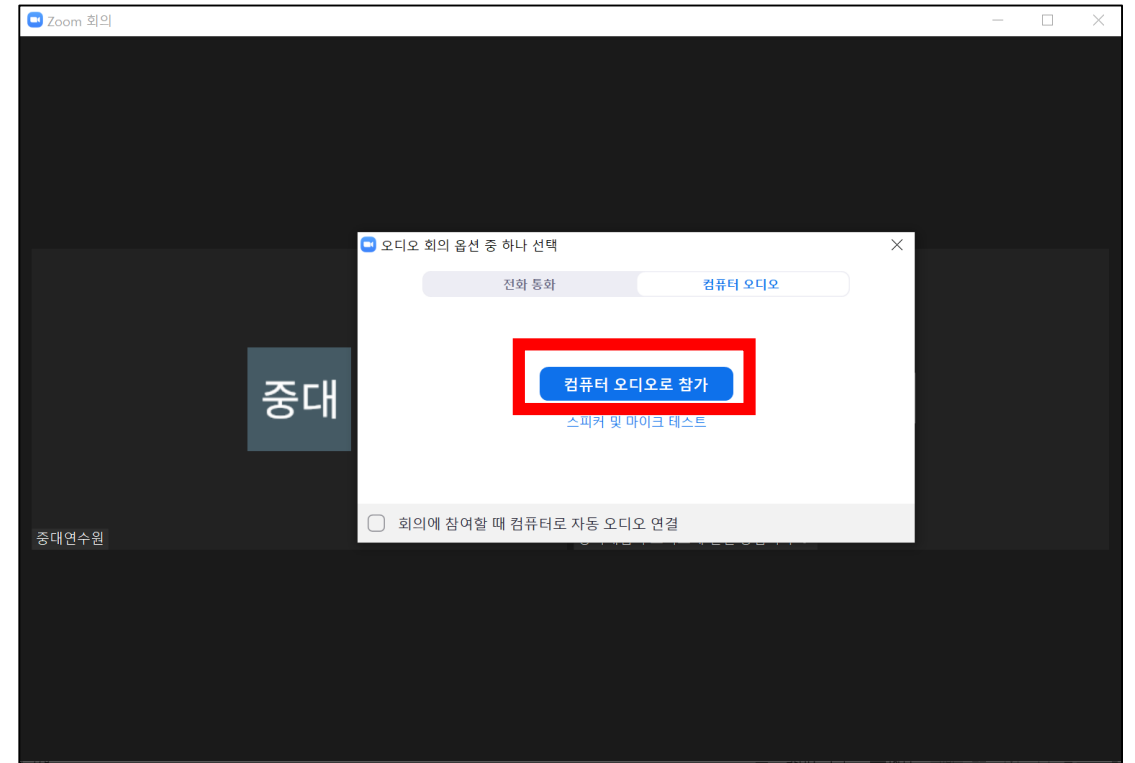 Zoom 회의
오디오 회의 옵션 중 하나 선택
전화 통화
컴퓨터 오디오
컴퓨터 오디오로 참가
스피커 및 마이크 테스트
회의에 참여할 때 컴퓨터로 자동 오디오 연결
중대
중대연수원